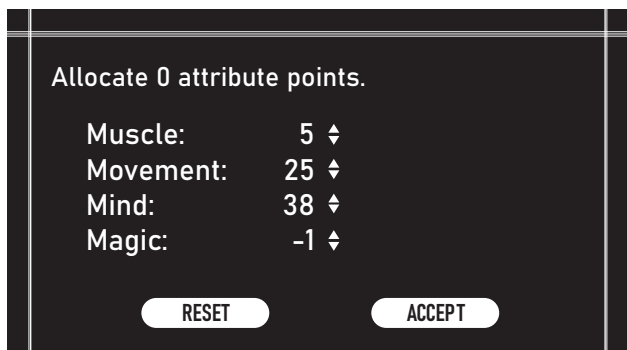 Allocate 0 attribute points.
Muscle: 5
Movement: 25
Mind: 38
Magic: -1
RESET ACCEPT